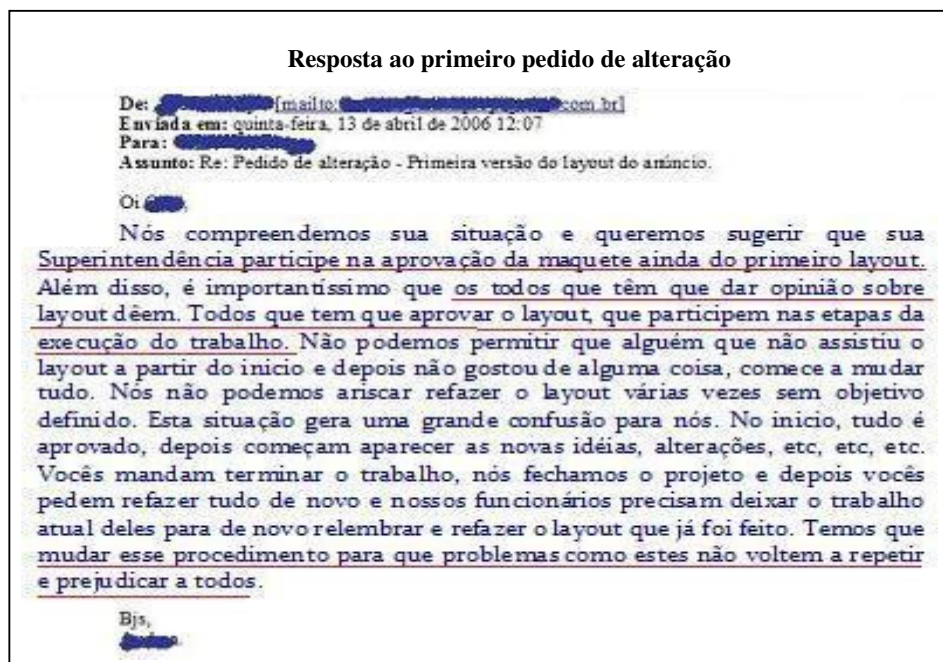 Resposta ao primeiro pedido de alteração
De: [mailto: com.br]
Enviada em: quinta-feira, 13 de abril de 2006 12:07
Para:
Assunto: Re: Pedido de alteração - Primeira versão do layout do anúncio.
Oi ,
Nós compreendemos sua situação e queremos sugerir que sua
Superintendência participe na aprovação da maquete ainda do primeiro layout.
Além disso, é importantíssimo que os todos que têm que dar opinião sobre
layout dêem. Todos que tem que aprovar o layout, que participem nas etapas da
execução do trabalho. Não podemos permitir que alguém que não assistiu o
layout a partir do inicio e depois não gostou de alguma coisa, comece a mudar
tudo. Nós não podemos ariscar refazer o layout várias vezes sem objetivo
definido. Esta situação gera uma grande confusão para nós. No inicio, tudo é
aprovado, depois começam aparecer as novas idéias, alterações, etc, etc, etc.
Vocês mandam terminar o trabalho, nós fechamos o projeto e depois vocês
pedem refazer tudo de novo e nossos funcionários precisam deixar o trabalho
atual deles para de novo relembrar e refazer o layout que já foi feito. Temos que
mudar esse procedimento para que problemas como estes não voltem a repetir
e prejudicar a todos.
Bjs,